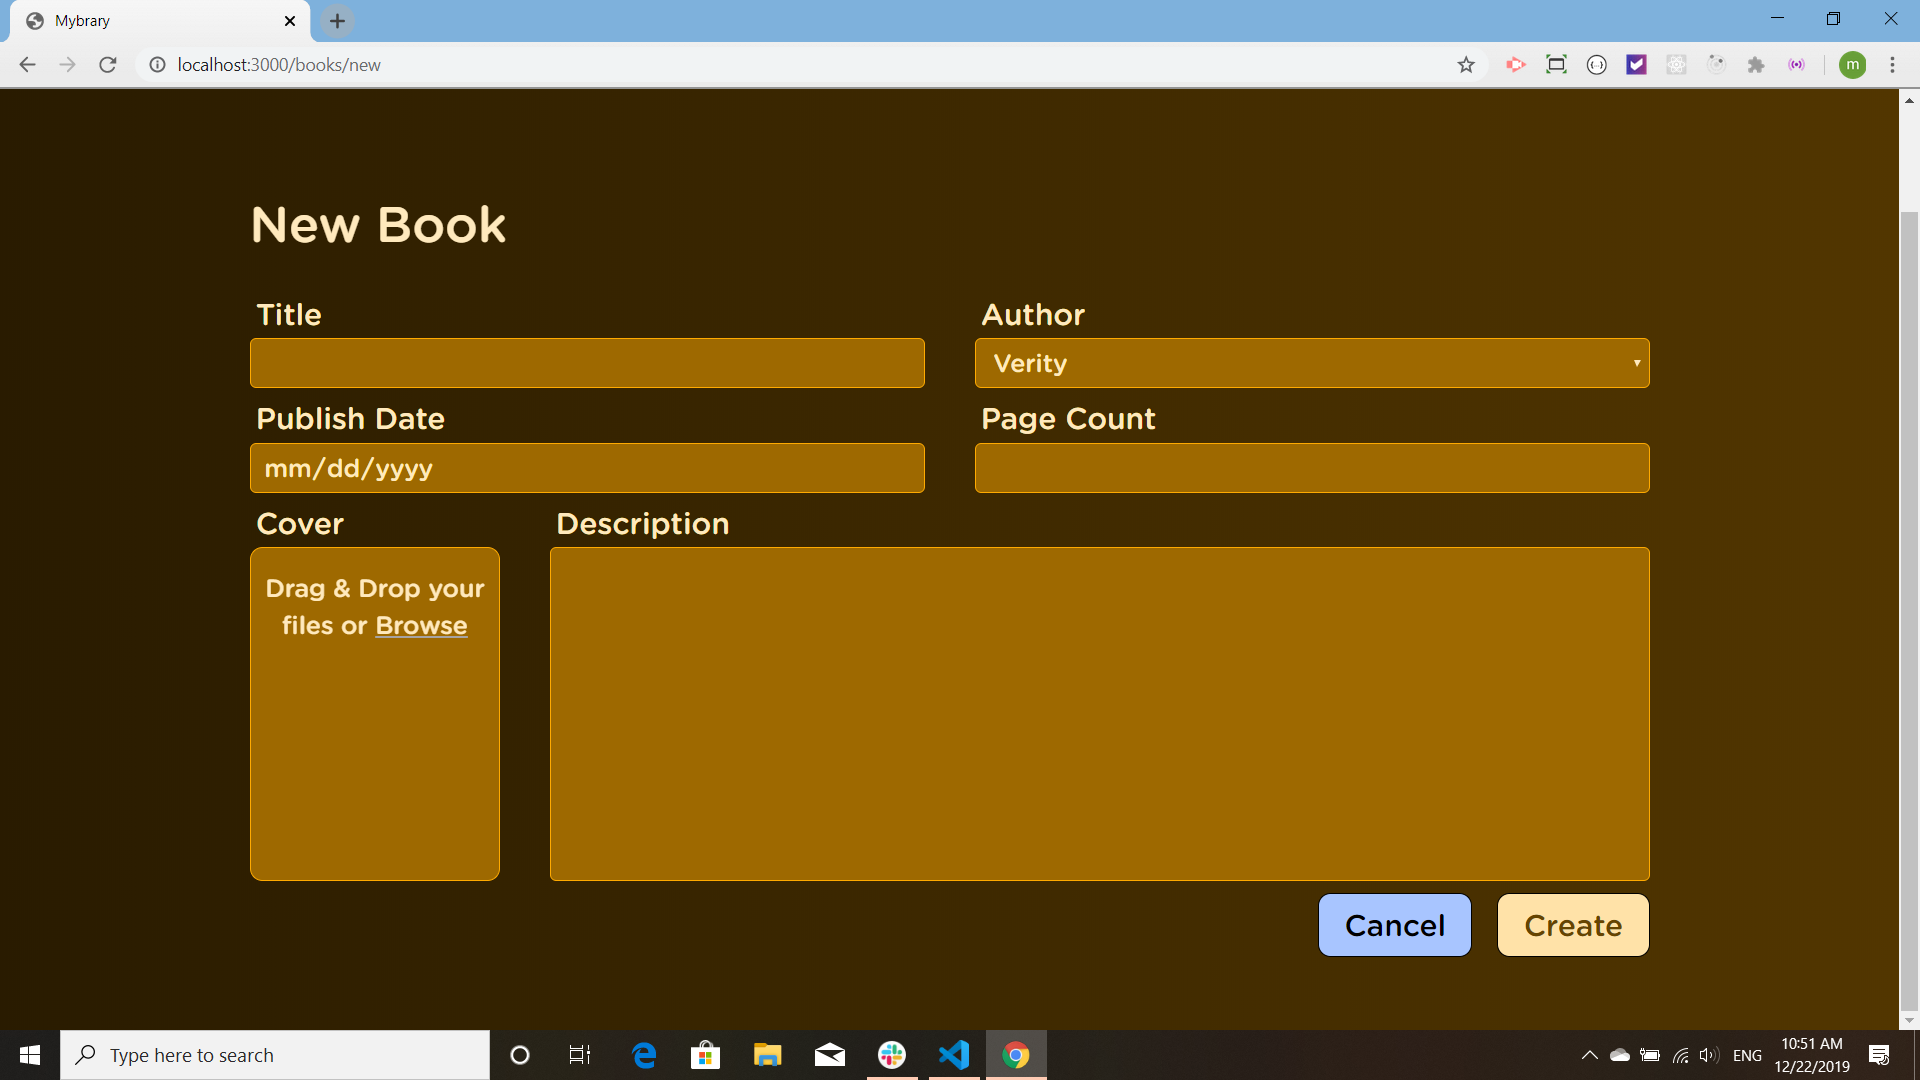 Mybrary
localhost:3000/books/new
m
New Book
Title
Author
Verity
Publish Date
Page Count
mm/dd/yyyy
Cover
Description
Drag & Drop your
files or Browse
Cancel
Create
Type here to search
ENG
10:51 AM
12/22/2019